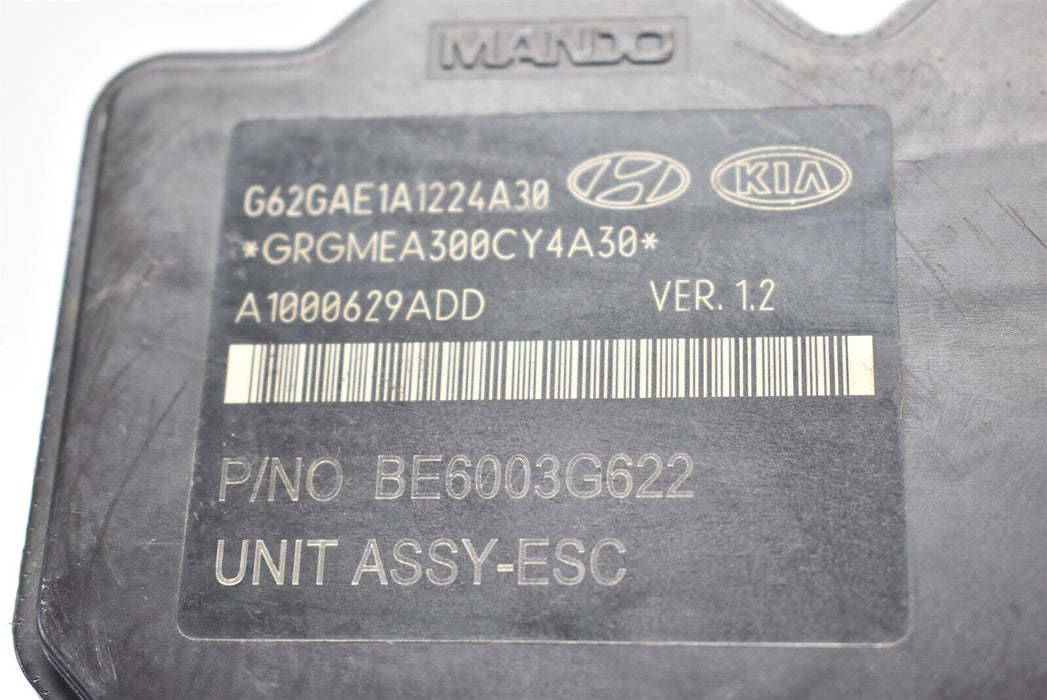 MANDO
G62GAE1A1224A30 KIA
*GRGMEA300CY4A30*
A1000629ADD VER. 1.2
P/NO BE6003G622
UNIT ASSY-ESC